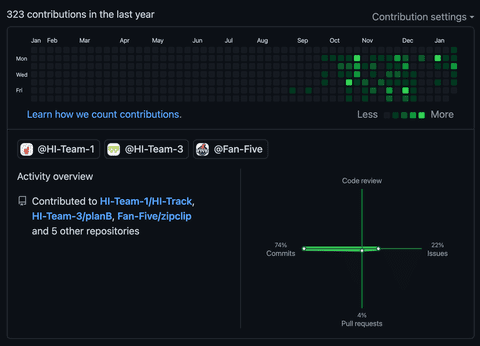 323 contributions in the last year
Contribution settings
Jan Feb Mar Apr May Jun Jul Aug Sep Oct Nov Dec Jan
Mon
Wed
Fri
Learn how we count contributions.
Less More
@HI-Team-1 @HI-Team-3 @Fan-Five
Activity overview
Contributed to HI-Team-1/HI-Track,
HI-Team-3/planB, Fan-Five/zipclip
and 5 other repositories
Code review
74%
Commits
22%
Issues
4%
Pull requests